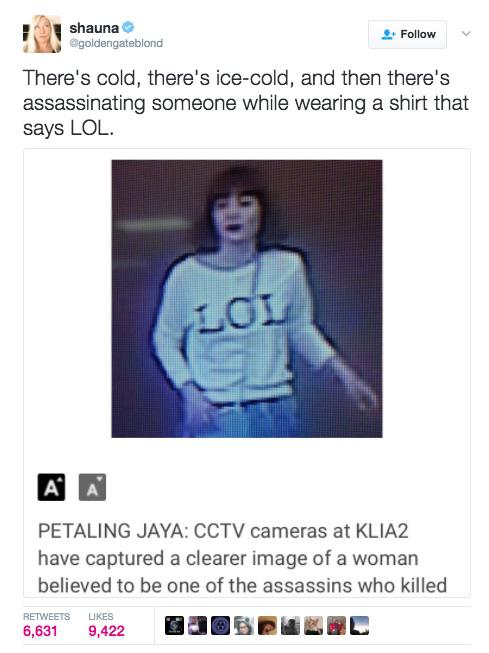 shauna
@goldengateblond
Follow
There's cold, there's ice-cold, and then there's
assassinating someone while wearing a shirt that
says LOL.
LOL
A A
PETALING JAYA: CCTV cameras at KLIA2
have captured a clearer image of a woman
believed to be one of the assassins who killed
RETWEETS LIKES
6,631 9,422